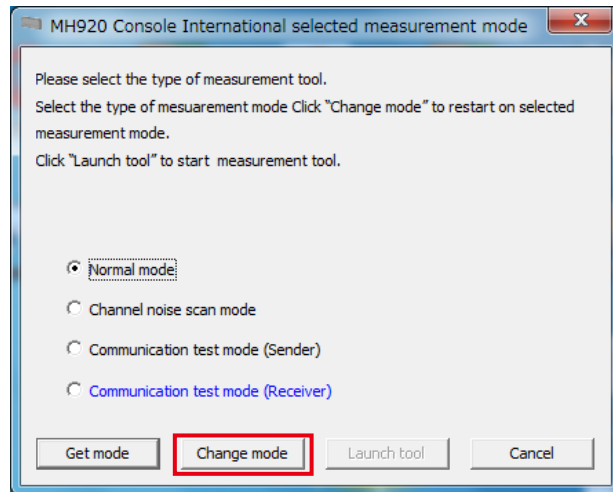 MH920 Console International selected measurement mode
Please select the type of measurement tool.
Select the type of mesuarement mode Click “Change mode” to restart on selected
measurement mode.
Click “Launch tool” to start measurement tool.
Normal mode
Channel noise scan mode
Communication test mode (Sender)
Communication test mode (Receiver)
Get mode Change mode Launch tool Cancel